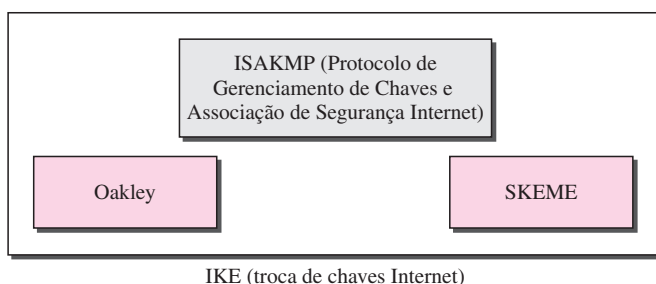 ISAKMP (Protocolo de
Gerenciamento de Chaves e
Associação de Segurança Internet)
Oakley
SKEME
IKE (troca de chaves Internet)